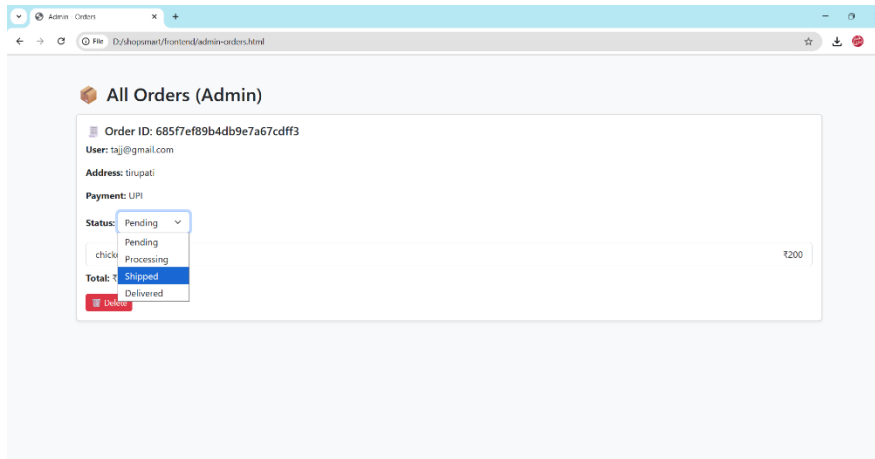 Admin Orders
File D:/shopsmart/frontend/admin-orders.html
All Orders (Admin)
Order ID: 685f7ef89b4db9e7a67cdff3
User: tajj@gmail.com
Address: tirupati
Payment: UPI
Status: Pending
Pending
Processing
Shipped
Delivered
₹200
Total:
Delete